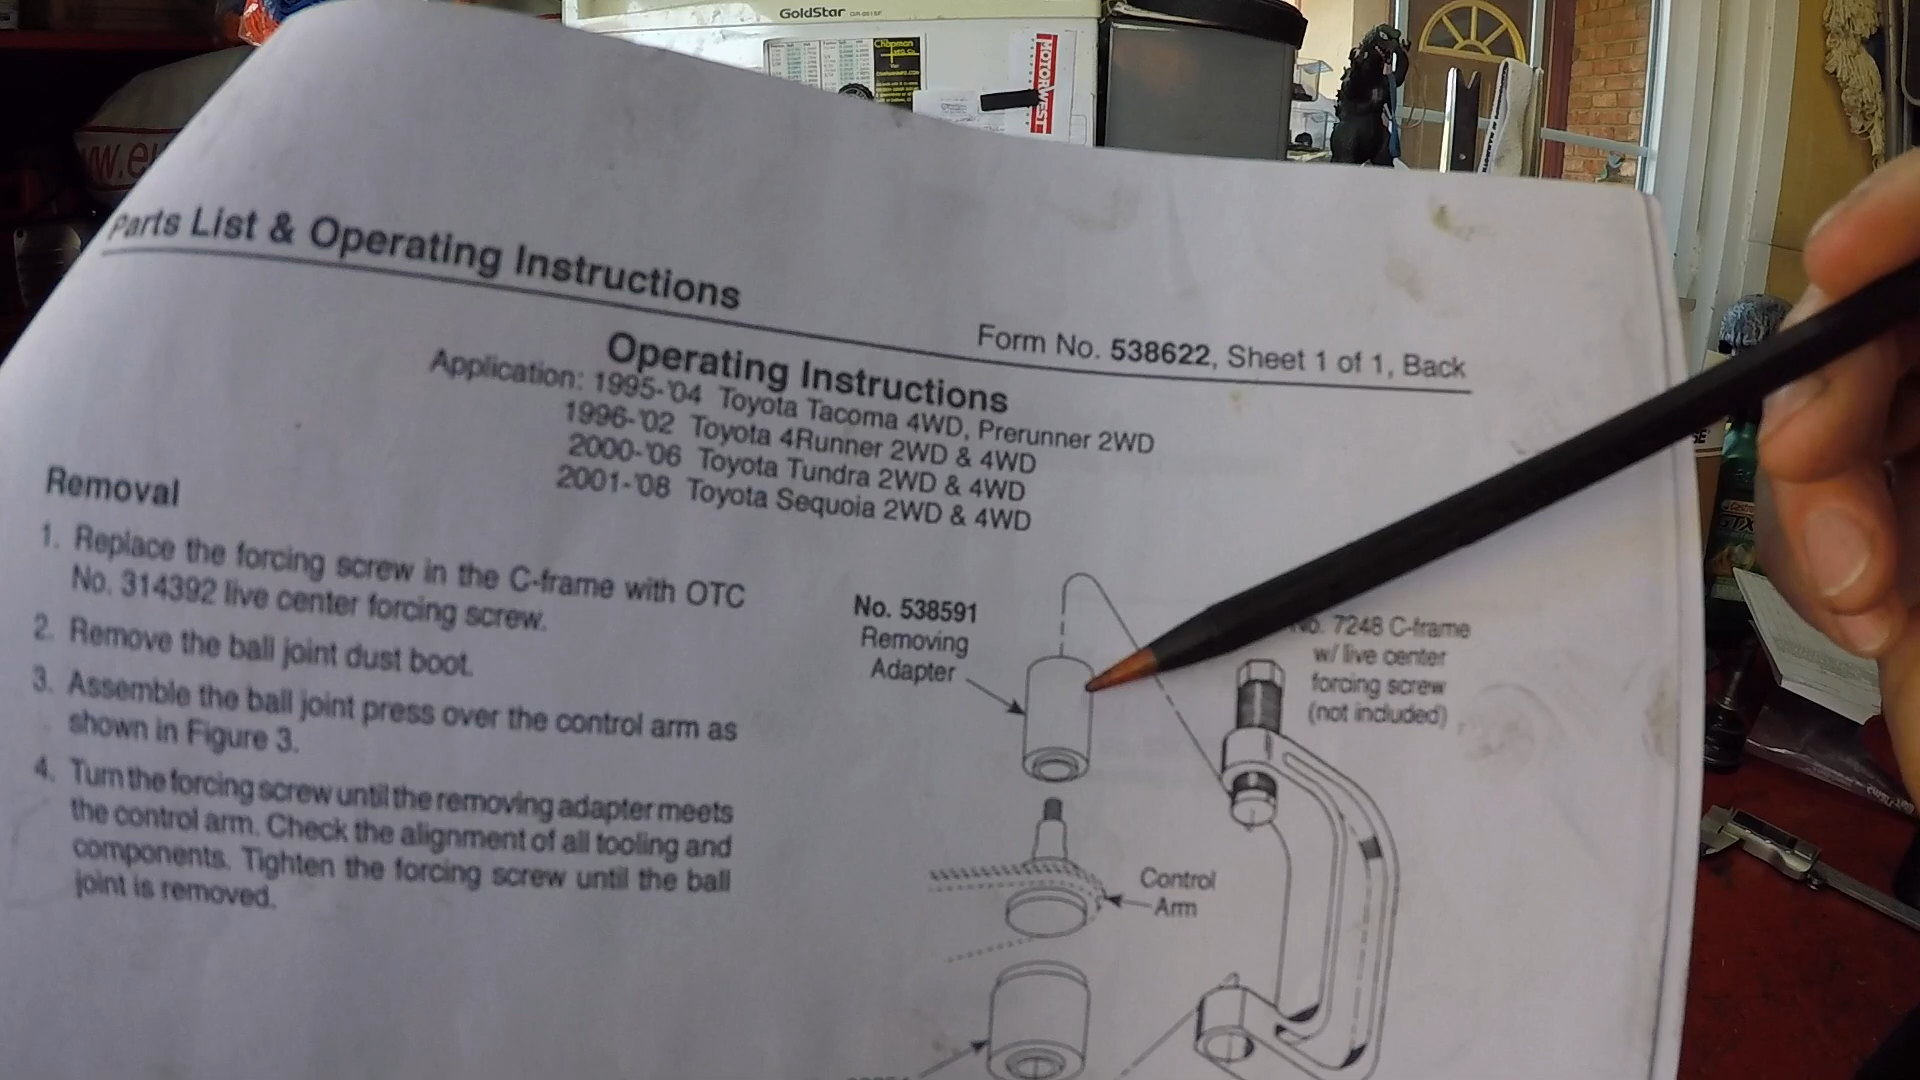 GoldStar
Chapman
MOTORWEST
Parts List & Operating Instructions
Form No. 538622, Sheet 1 of 1, Back
Operating Instructions
Application: 1995-'04 Toyota Tacoma 4WD, Prerunner 2WD
1996-'02 Toyota 4Runner 2WD & 4WD
2000-'06 Toyota Tundra 2WD & 4WD
2001-'08 Toyota Sequoia 2WD & 4WD
Removal
1. Replace the forcing screw in the C-frame with OTC
No. 314392 live center forcing screw.
2. Remove the ball joint dust boot.
3. Assemble the ball joint press over the control arm as
shown in Figure 3.
4. Turn the forcing screw until the removing adapter meets
the control arm. Check the alignment of all tooling and
components. Tighten the forcing screw until the ball
joint is removed.
No. 538591
Removing
Adapter
No. 7248 C-frame
w/ live center
forcing screw
(not included)
Control
Arm
Castrol
GTX